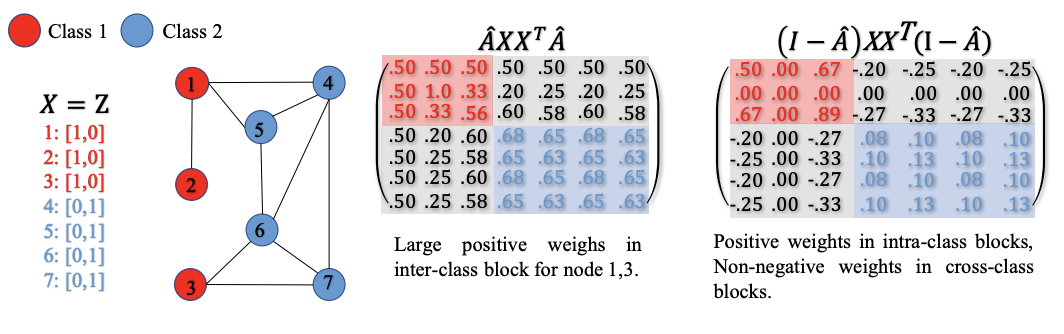 Class 1 Class 2
X = Z
1: [1,0]
2: [1,0]
3: [1,0]
4: [0,1]
5: [0,1]
6: [0,1]
7: [0,1]
1
4
5
2
6
3
7
ÂXXᵀÂ
.50 .50 .50 .50 .50 .50 .50
.50 1.0 .33 .20 .25 .20 .25
.50 .33 .56 .60 .58 .60 .58
.50 .20 .60 .68 .65 .68 .65
.50 .25 .58 .65 .63 .65 .63
.50 .25 .60 .68 .65 .68 .65
.50 .25 .58 .65 .63 .65 .63
Large positive weighs in
inter-class block for node 1,3.
(I − Â)XXᵀ(I − Â)
.50 .00 .67 -.20 -.25 -.20 -.25
.00 .00 .00 .00 .00 .00 .00
.67 .00 .89 -.27 -.33 -.27 -.33
-.20 .00 -.27 .08 .10 .08 .10
-.25 .00 -.33 .10 .13 .10 .13
-.20 .00 -.27 .08 .10 .08 .10
-.25 .00 -.33 .10 .13 .10 .13
Positive weights in intra-class blocks,
Non-negative weights in cross-class
blocks.